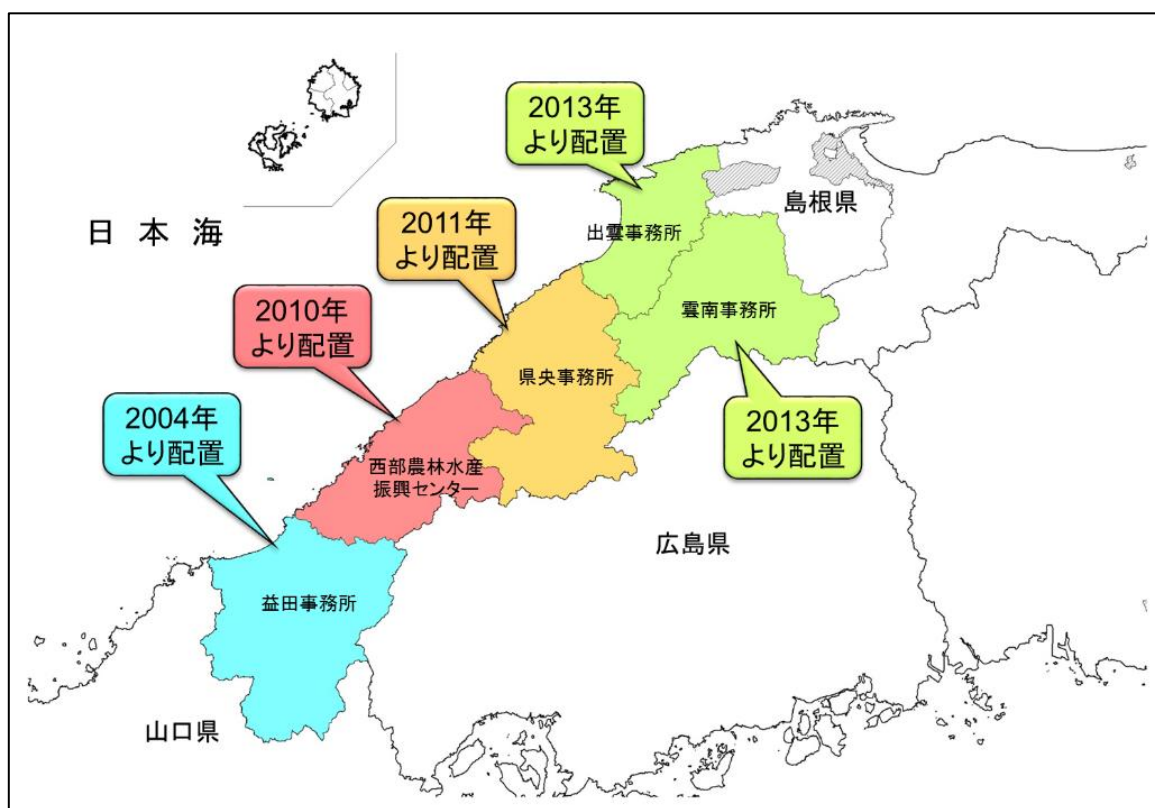 2013年
より配置
島根県
日本海
2011年
より配置
出雲事務所
2010年
より配置
雲南事務所
県央事務所
2004年
より配置
2013年
より配置
西部農林水産
振興センター
広島県
益田事務所
山口県